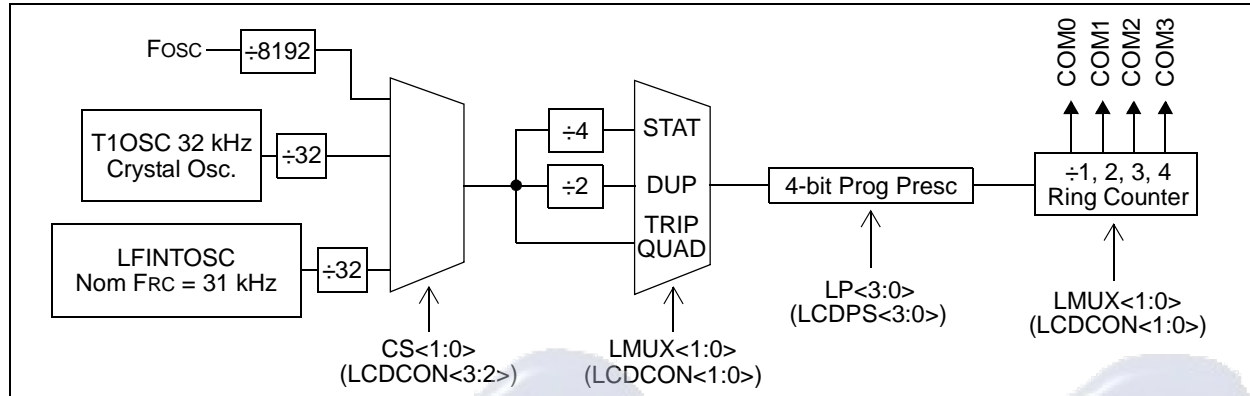 COM0
COM1
COM2
COM3
FOSC
÷8192
T1OSC 32 kHz
Crystal Osc.
÷32
LFINTOSC
Nom FRC = 31 kHz
÷32
÷4
÷2
STAT
DUP
TRIP
QUAD
4-bit Prog Presc
÷1, 2, 3, 4
Ring Counter
CS<1:0>
(LCDCON<3:2>)
LMUX<1:0>
(LCDCON<1:0>)
LP<3:0>
(LCDPS<3:0>)
LMUX<1:0>
(LCDCON<1:0>)